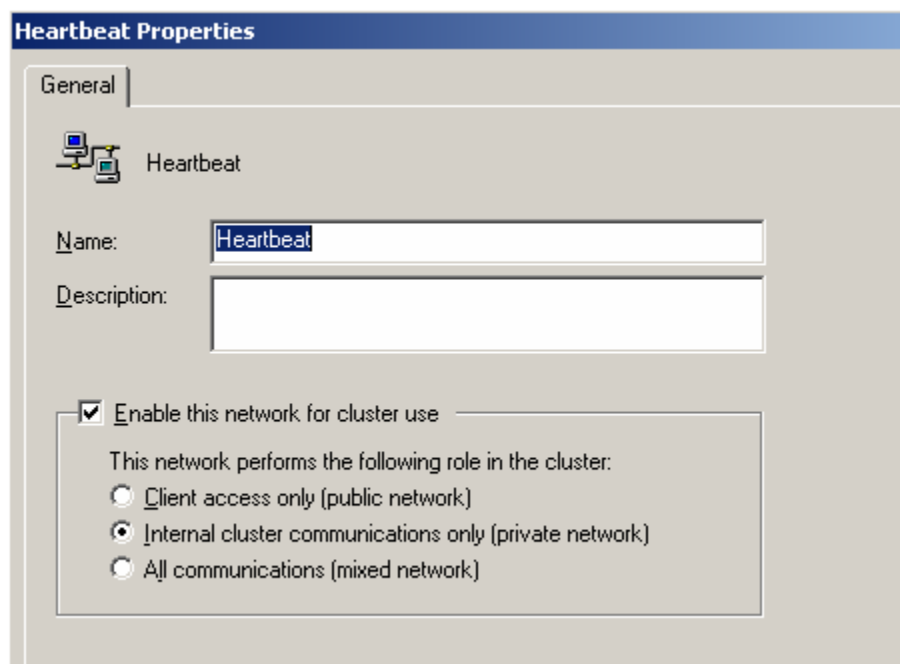 Heartbeat Properties
General
Heartbeat
Name: Heartbeat
Description:
Enable this network for cluster use
This network performs the following role in the cluster:
Client access only (public network)
Internal cluster communications only (private network)
All communications (mixed network)